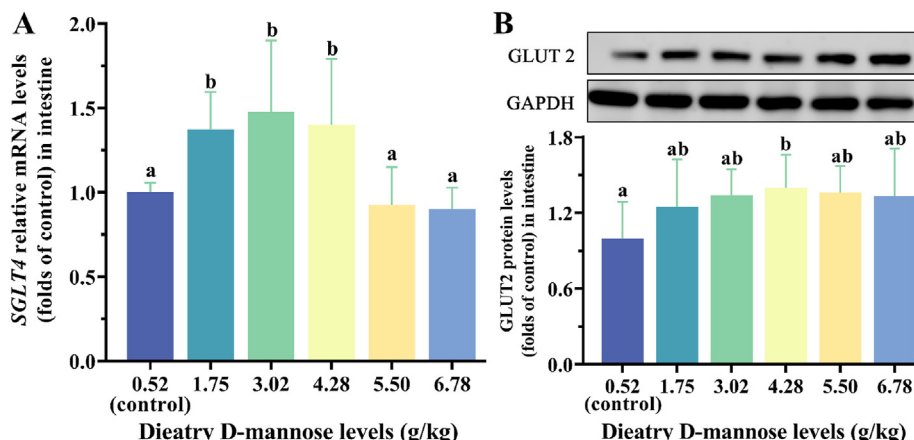 A
SGLT4 relative mRNA levels
(folds of control) in intestine
2.0
1.5
1.0
0.5
0.0
a
b
b
b
a
a
0.52 1.75 3.02 4.28 5.50 6.78
(control)
Dieatry D-mannose levels (g/kg)
B
GLUT 2
GAPDH
GLUT2 protein levels
(folds of control) in intestine
1.8
1.2
0.6
0.0
a
ab
ab
b
ab
ab
0.52 1.75 3.02 4.28 5.50 6.78
(control)
Dieatry D-mannose levels (g/kg)